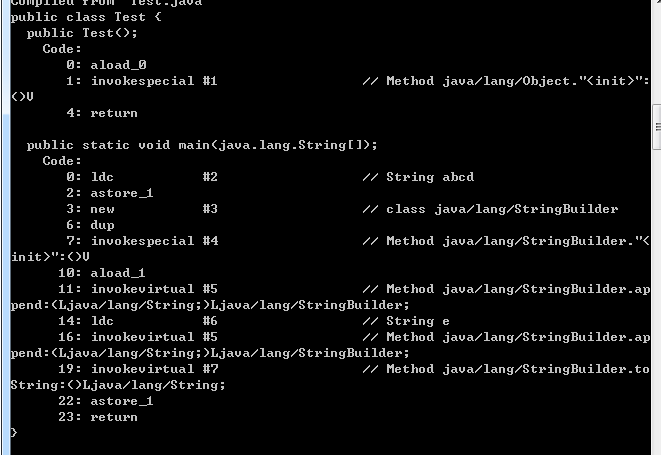 Compiled from "Test.java"
public class Test {
  public Test();
    Code:
       0: aload_0
       1: invokespecial #1                  // Method java/lang/Object."<init>":
()V
       4: return

  public static void main(java.lang.String[]);
    Code:
       0: ldc           #2                  // String abcd
       2: astore_1
       3: new           #3                  // class java/lang/StringBuilder
       6: dup
       7: invokespecial #4                  // Method java/lang/StringBuilder."<
init>":()V
      10: aload_1
      11: invokevirtual #5                  // Method java/lang/StringBuilder.ap
pend:(Ljava/lang/String;)Ljava/lang/StringBuilder;
      14: ldc           #6                  // String e
      16: invokevirtual #5                  // Method java/lang/StringBuilder.ap
pend:(Ljava/lang/String;)Ljava/lang/StringBuilder;
      19: invokevirtual #7                  // Method java/lang/StringBuilder.to
String:()Ljava/lang/String;
      22: astore_1
      23: return
}